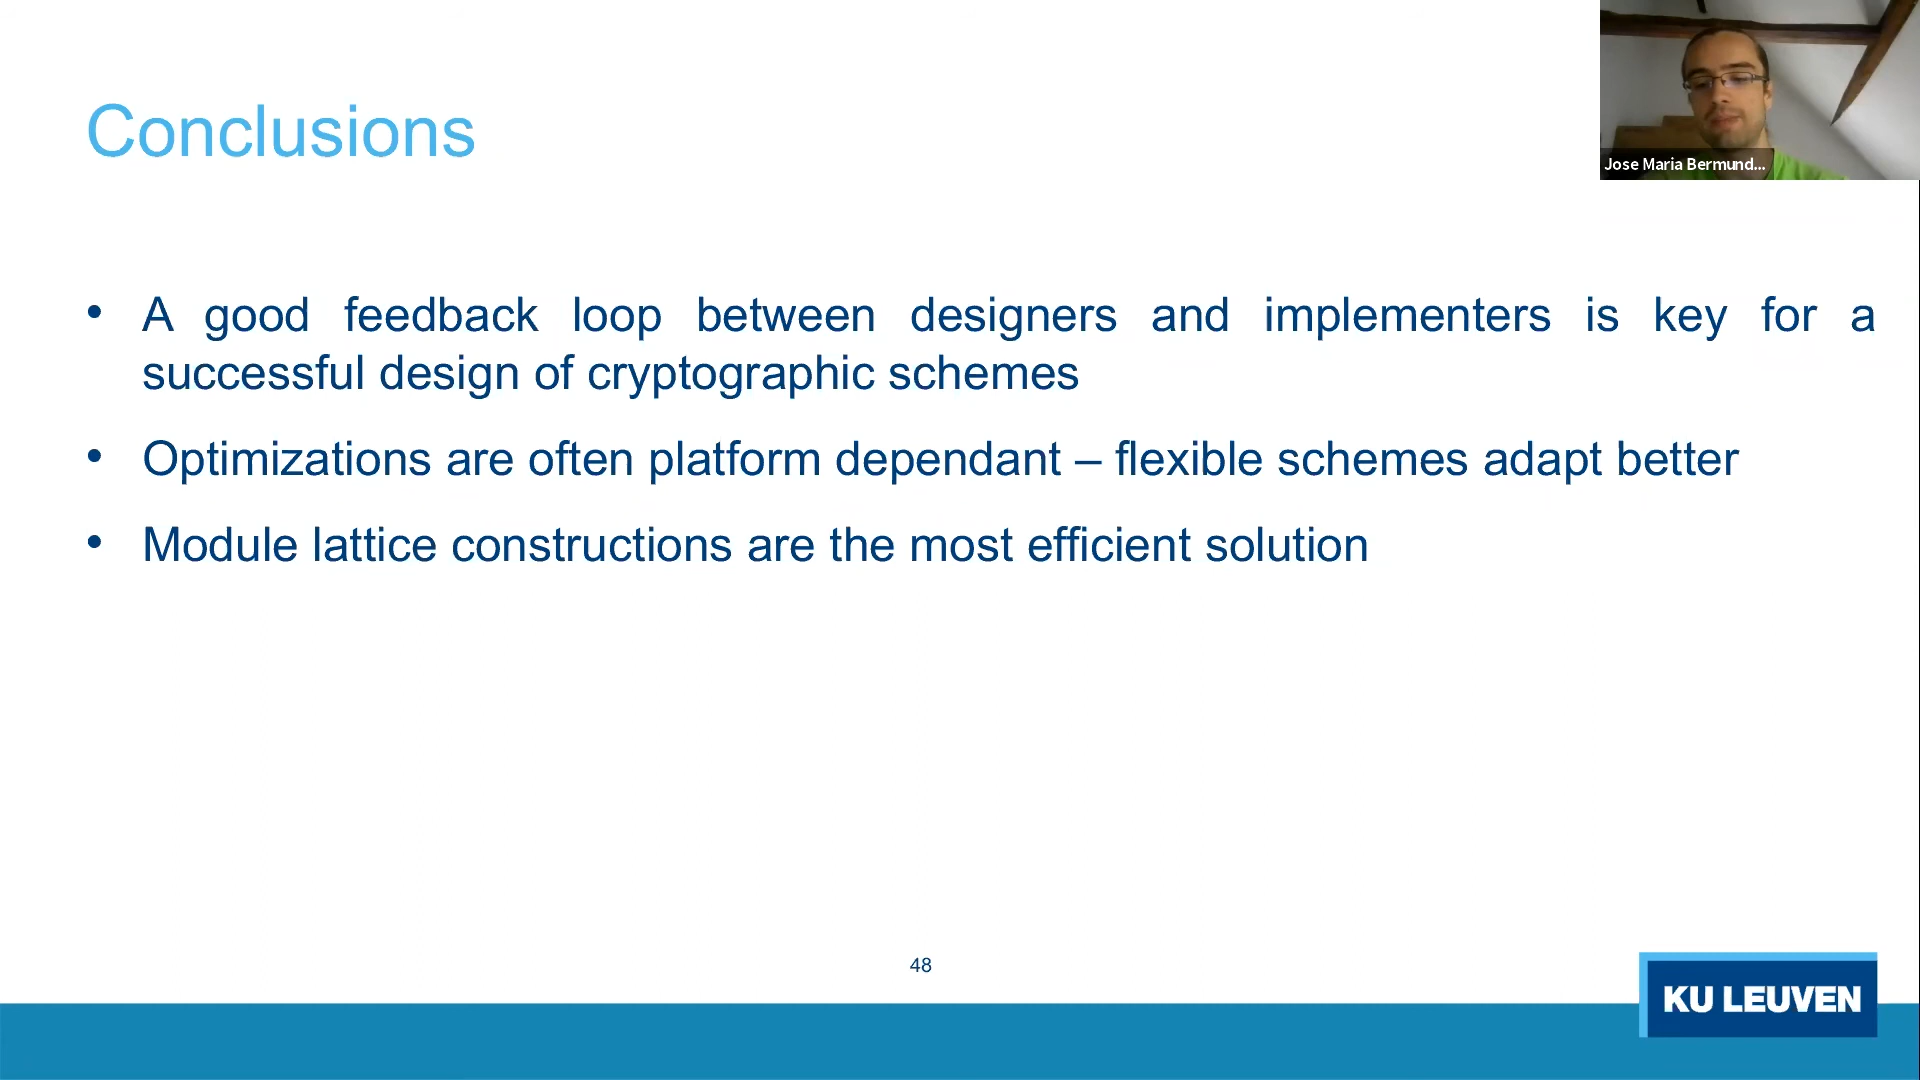 Conclusions
Jose Maria Bermund...
• A good feedback loop between designers and implementers is key for a
successful design of cryptographic schemes
• Optimizations are often platform dependant – flexible schemes adapt better
• Module lattice constructions are the most efficient solution
48
KU LEUVEN